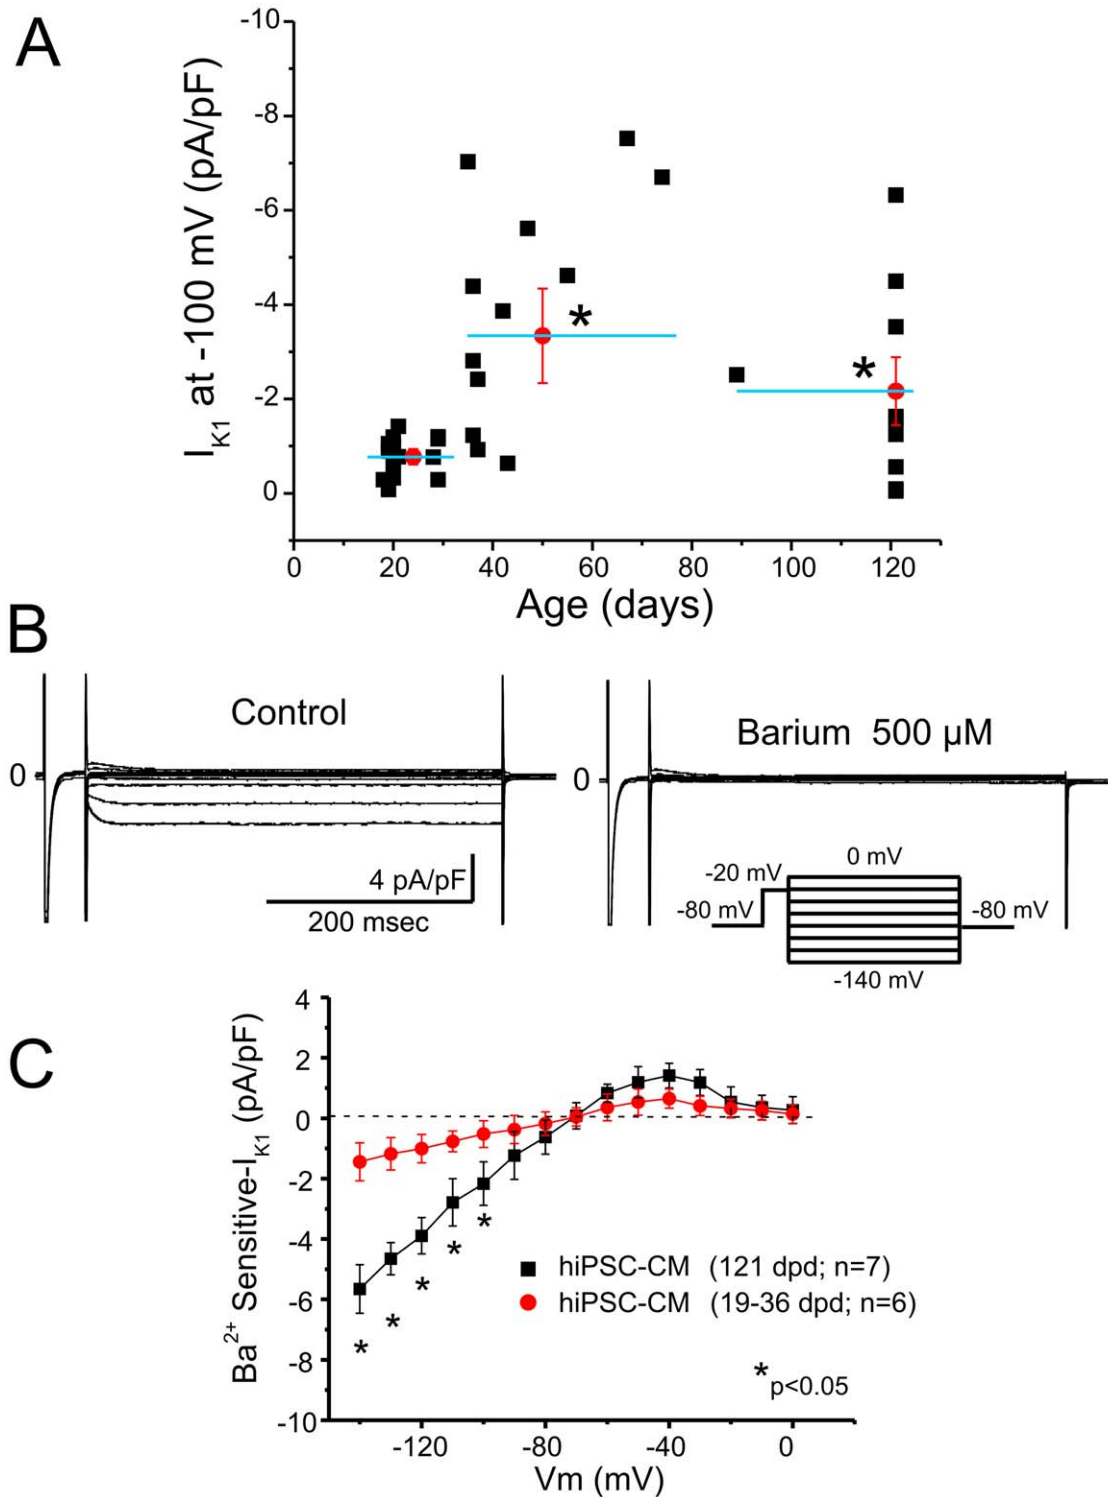 A
I_K1 at -100 mV (pA/pF)
-10
-8
-6
-4
-2
0
*
*
0 20 40 60 80 100 120
Age (days)
B
Control
0
4 pA/pF
200 msec
Barium 500 µM
0
0 mV
-20 mV
-80 mV
-80 mV
-140 mV
C
Ba²⁺ Sensitive-I_K1 (pA/pF)
4
2
0
-2
-4
-6
-8
-10
* * * * *
hiPSC-CM (121 dpd; n=7)
hiPSC-CM (19-36 dpd; n=6)
*p<0.05
-120 -80 -40 0
Vm (mV)